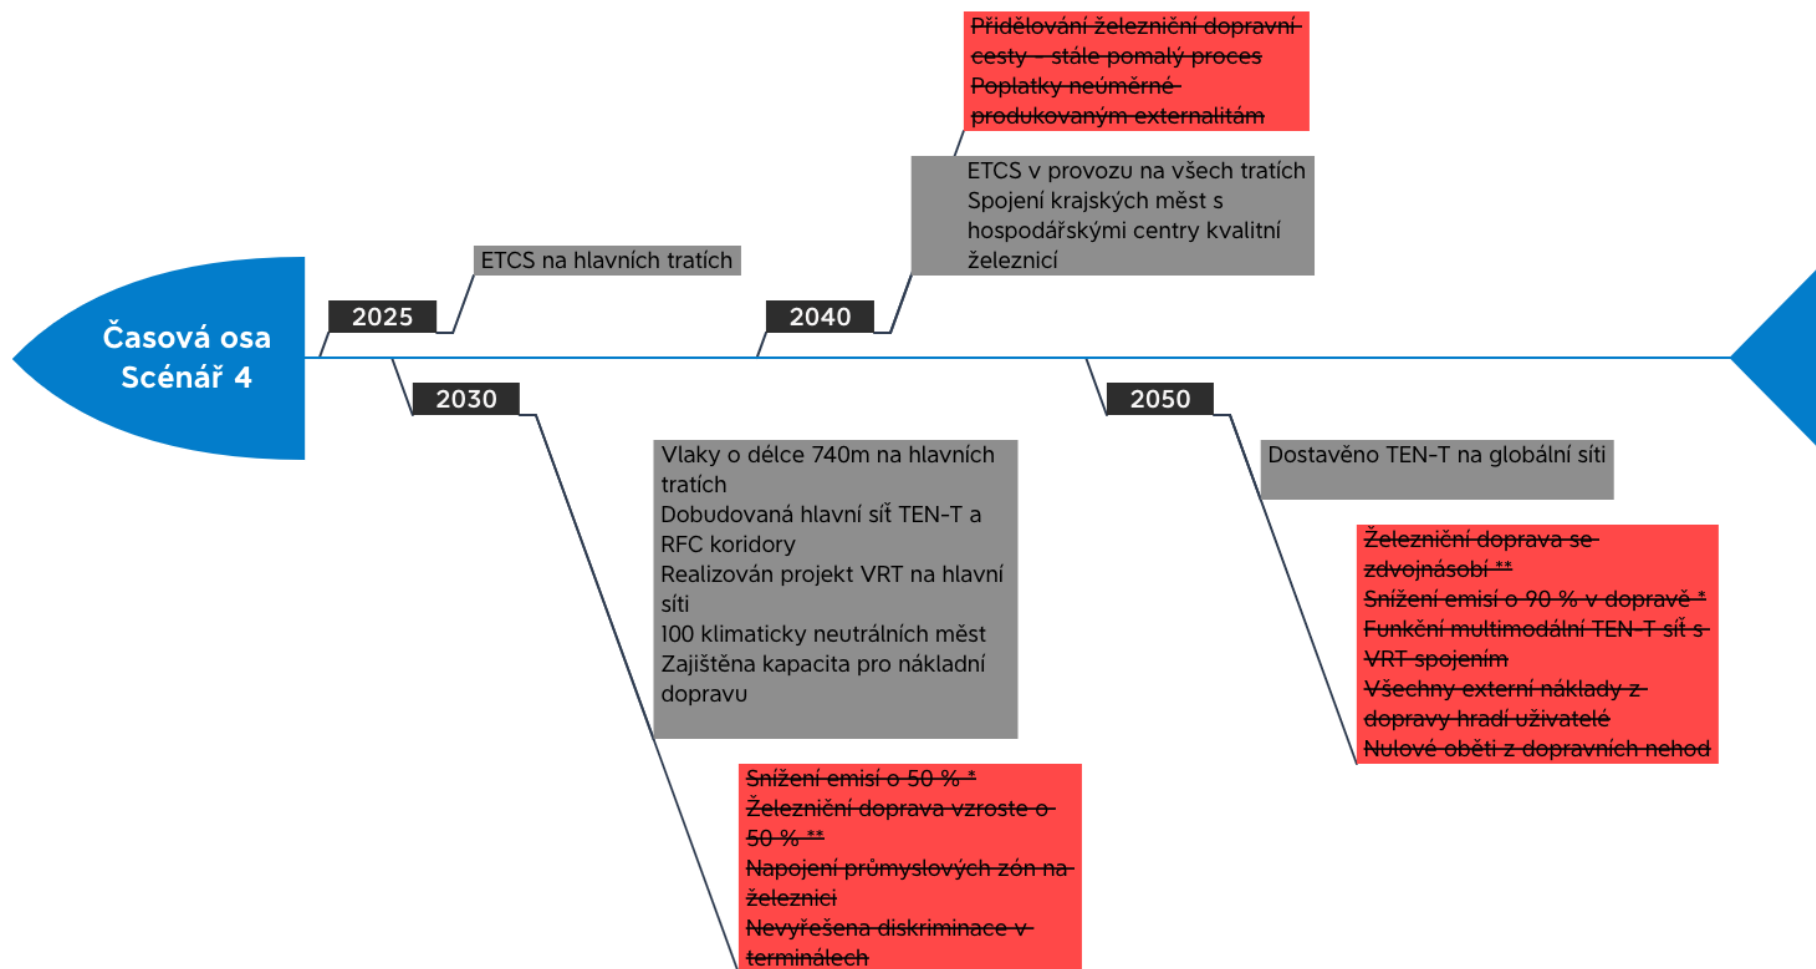 Časová osa
Scénář 4
2025
ETCS na hlavních tratích
2030
Vlaky o délce 740m na hlavních
tratích
Dobudovaná hlavní síť TEN-T a
RFC koridory
Realizován projekt VRT na hlavní
síti
100 klimaticky neutrálních měst
Zajištěna kapacita pro nákladní
dopravu
Snížení emisí o 50 % *
Železniční doprava vzroste o
50 % **
Napojení průmyslových zón na
železnici
Nevyřešena diskriminace v
terminálech
2040
Přidělování železniční dopravní
cesty - stále pomalý proces
Poplatky neúměrné
produkovaným externalitám
ETCS v provozu na všech tratích
Spojení krajských měst s
hospodářskými centry kvalitní
železnicí
2050
Dostavěno TEN-T na globální síti
Železniční doprava se
zdvojnásobí **
Snížení emisí o 90 % v dopravě *
Funkční multimodální TEN-T síť s
VRT spojením
Všechny externí náklady z
dopravy hradí uživatelé
Nulové oběti z dopravních nehod